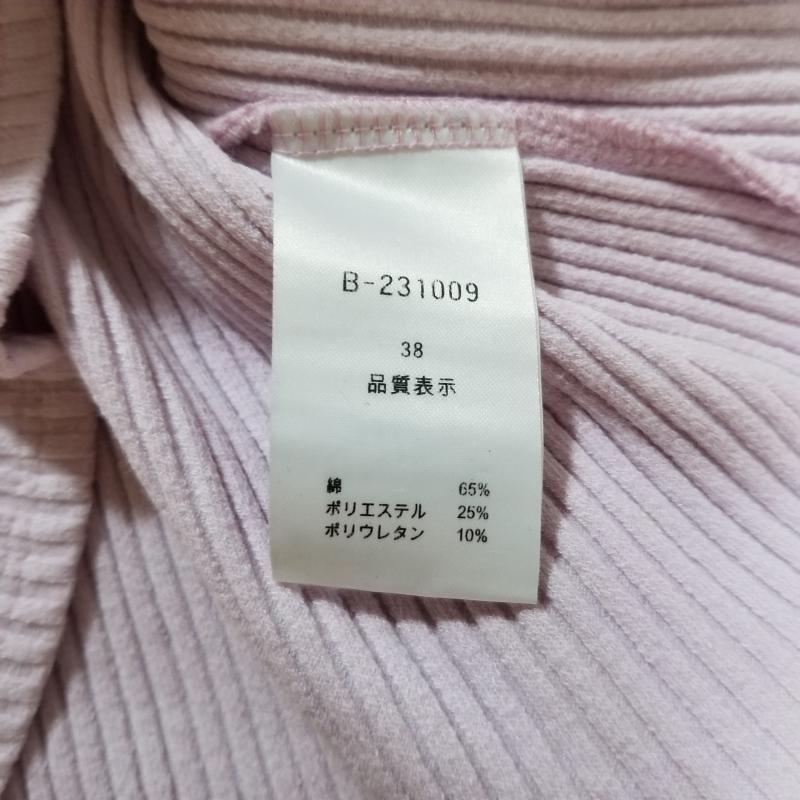 B-231009
38
品質表示
綿 65%
ポリエステル 25%
ポリウレタン 10%